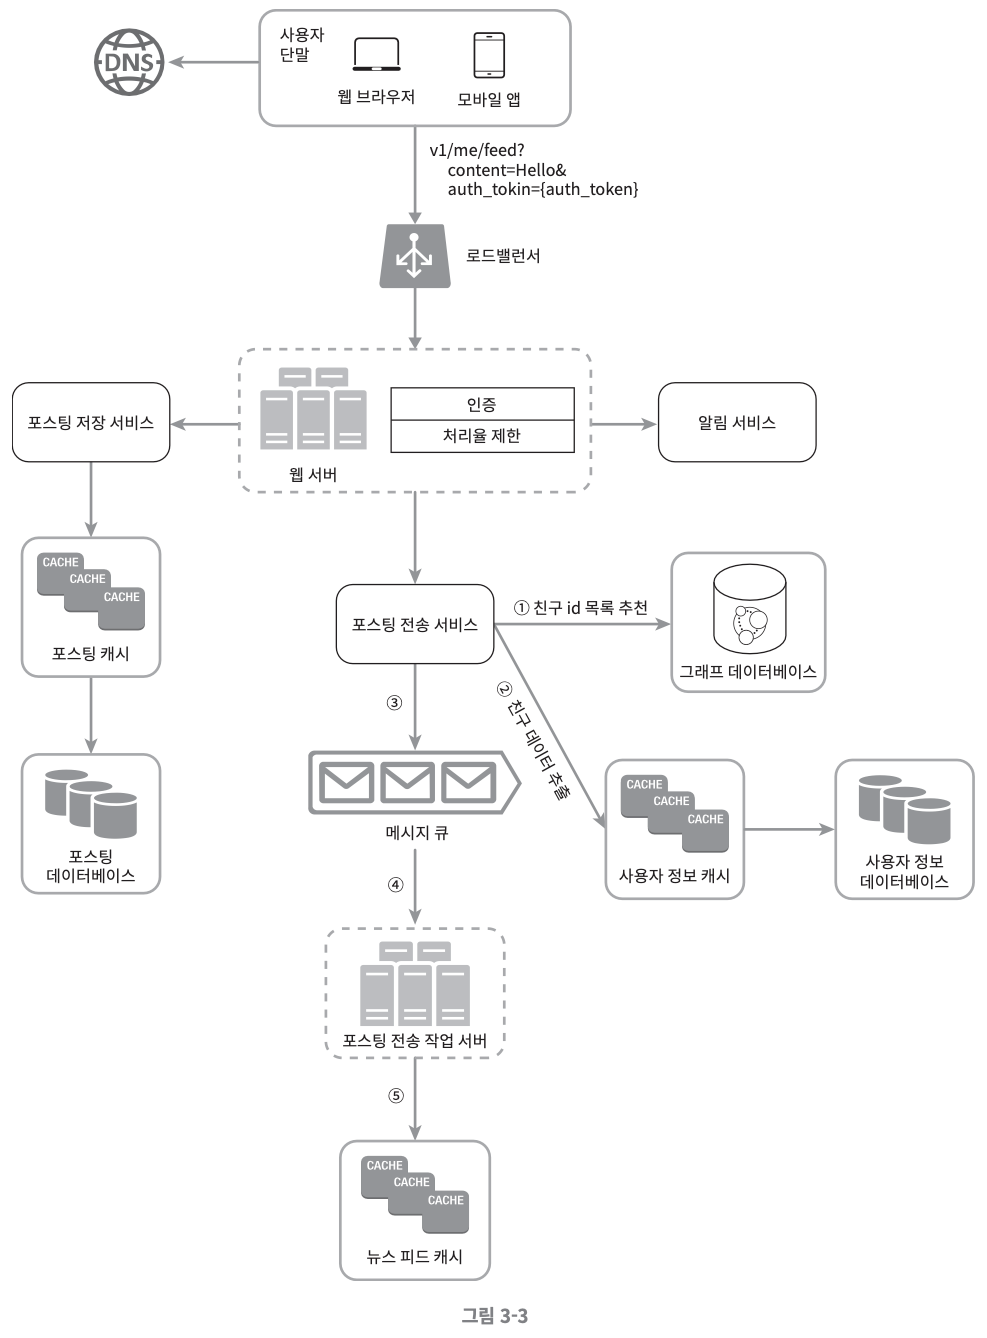 DNS
사용자
단말
웹 브라우저
모바일 앱
v1/me/feed?
content=Hello&
auth_tokin={auth_token}
로드밸런서
포스팅 저장 서비스
인증
처리율 제한
웹 서버
알림 서비스
CACHE
CACHE
CACHE
포스팅 캐시
포스팅 전송 서비스
① 친구 id 목록 추천
그래프 데이터베이스
② 친구 데이터 추출
③
메시지 큐
포스팅
데이터베이스
CACHE
CACHE
CACHE
사용자 정보 캐시
사용자 정보
데이터베이스
④
포스팅 전송 작업 서버
⑤
CACHE
CACHE
CACHE
뉴스 피드 캐시
그림 3-3